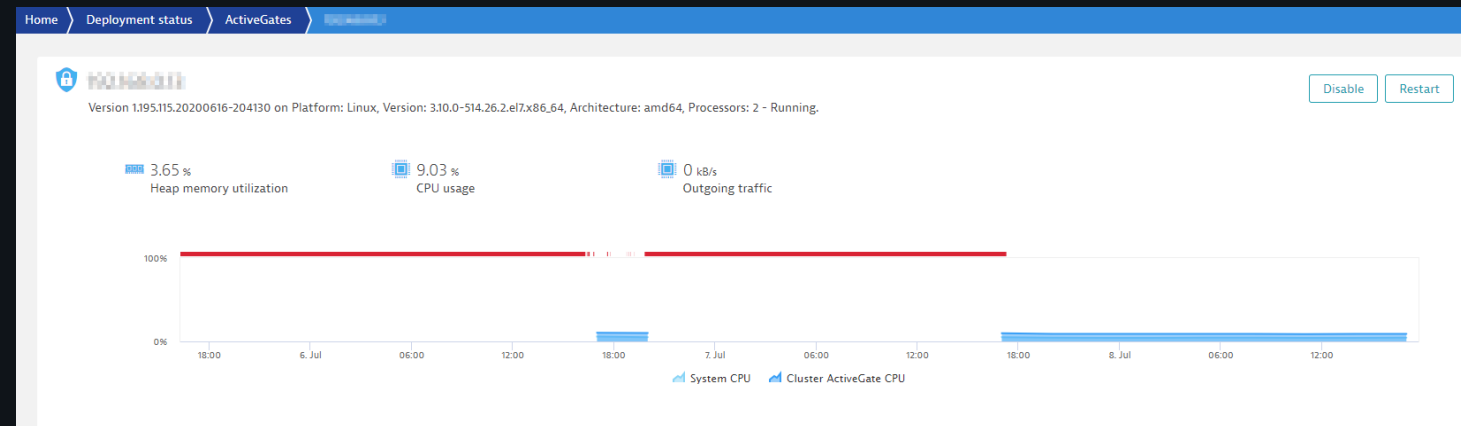 Home Deployment status ActiveGates
Disable Restart
Version 1.195.115.20200616-204130 on Platform: Linux, Version: 3.10.0-514.26.2.el7.x86_64, Architecture: amd64, Processors: 2 - Running.
3.65 % 9.03 % 0 kB/s
Heap memory utilization CPU usage Outgoing traffic
100%
0%
18:00 6. Jul 06:00 12:00 18:00 7. Jul 06:00 12:00 18:00 8. Jul 06:00 12:00
System CPU Cluster ActiveGate CPU